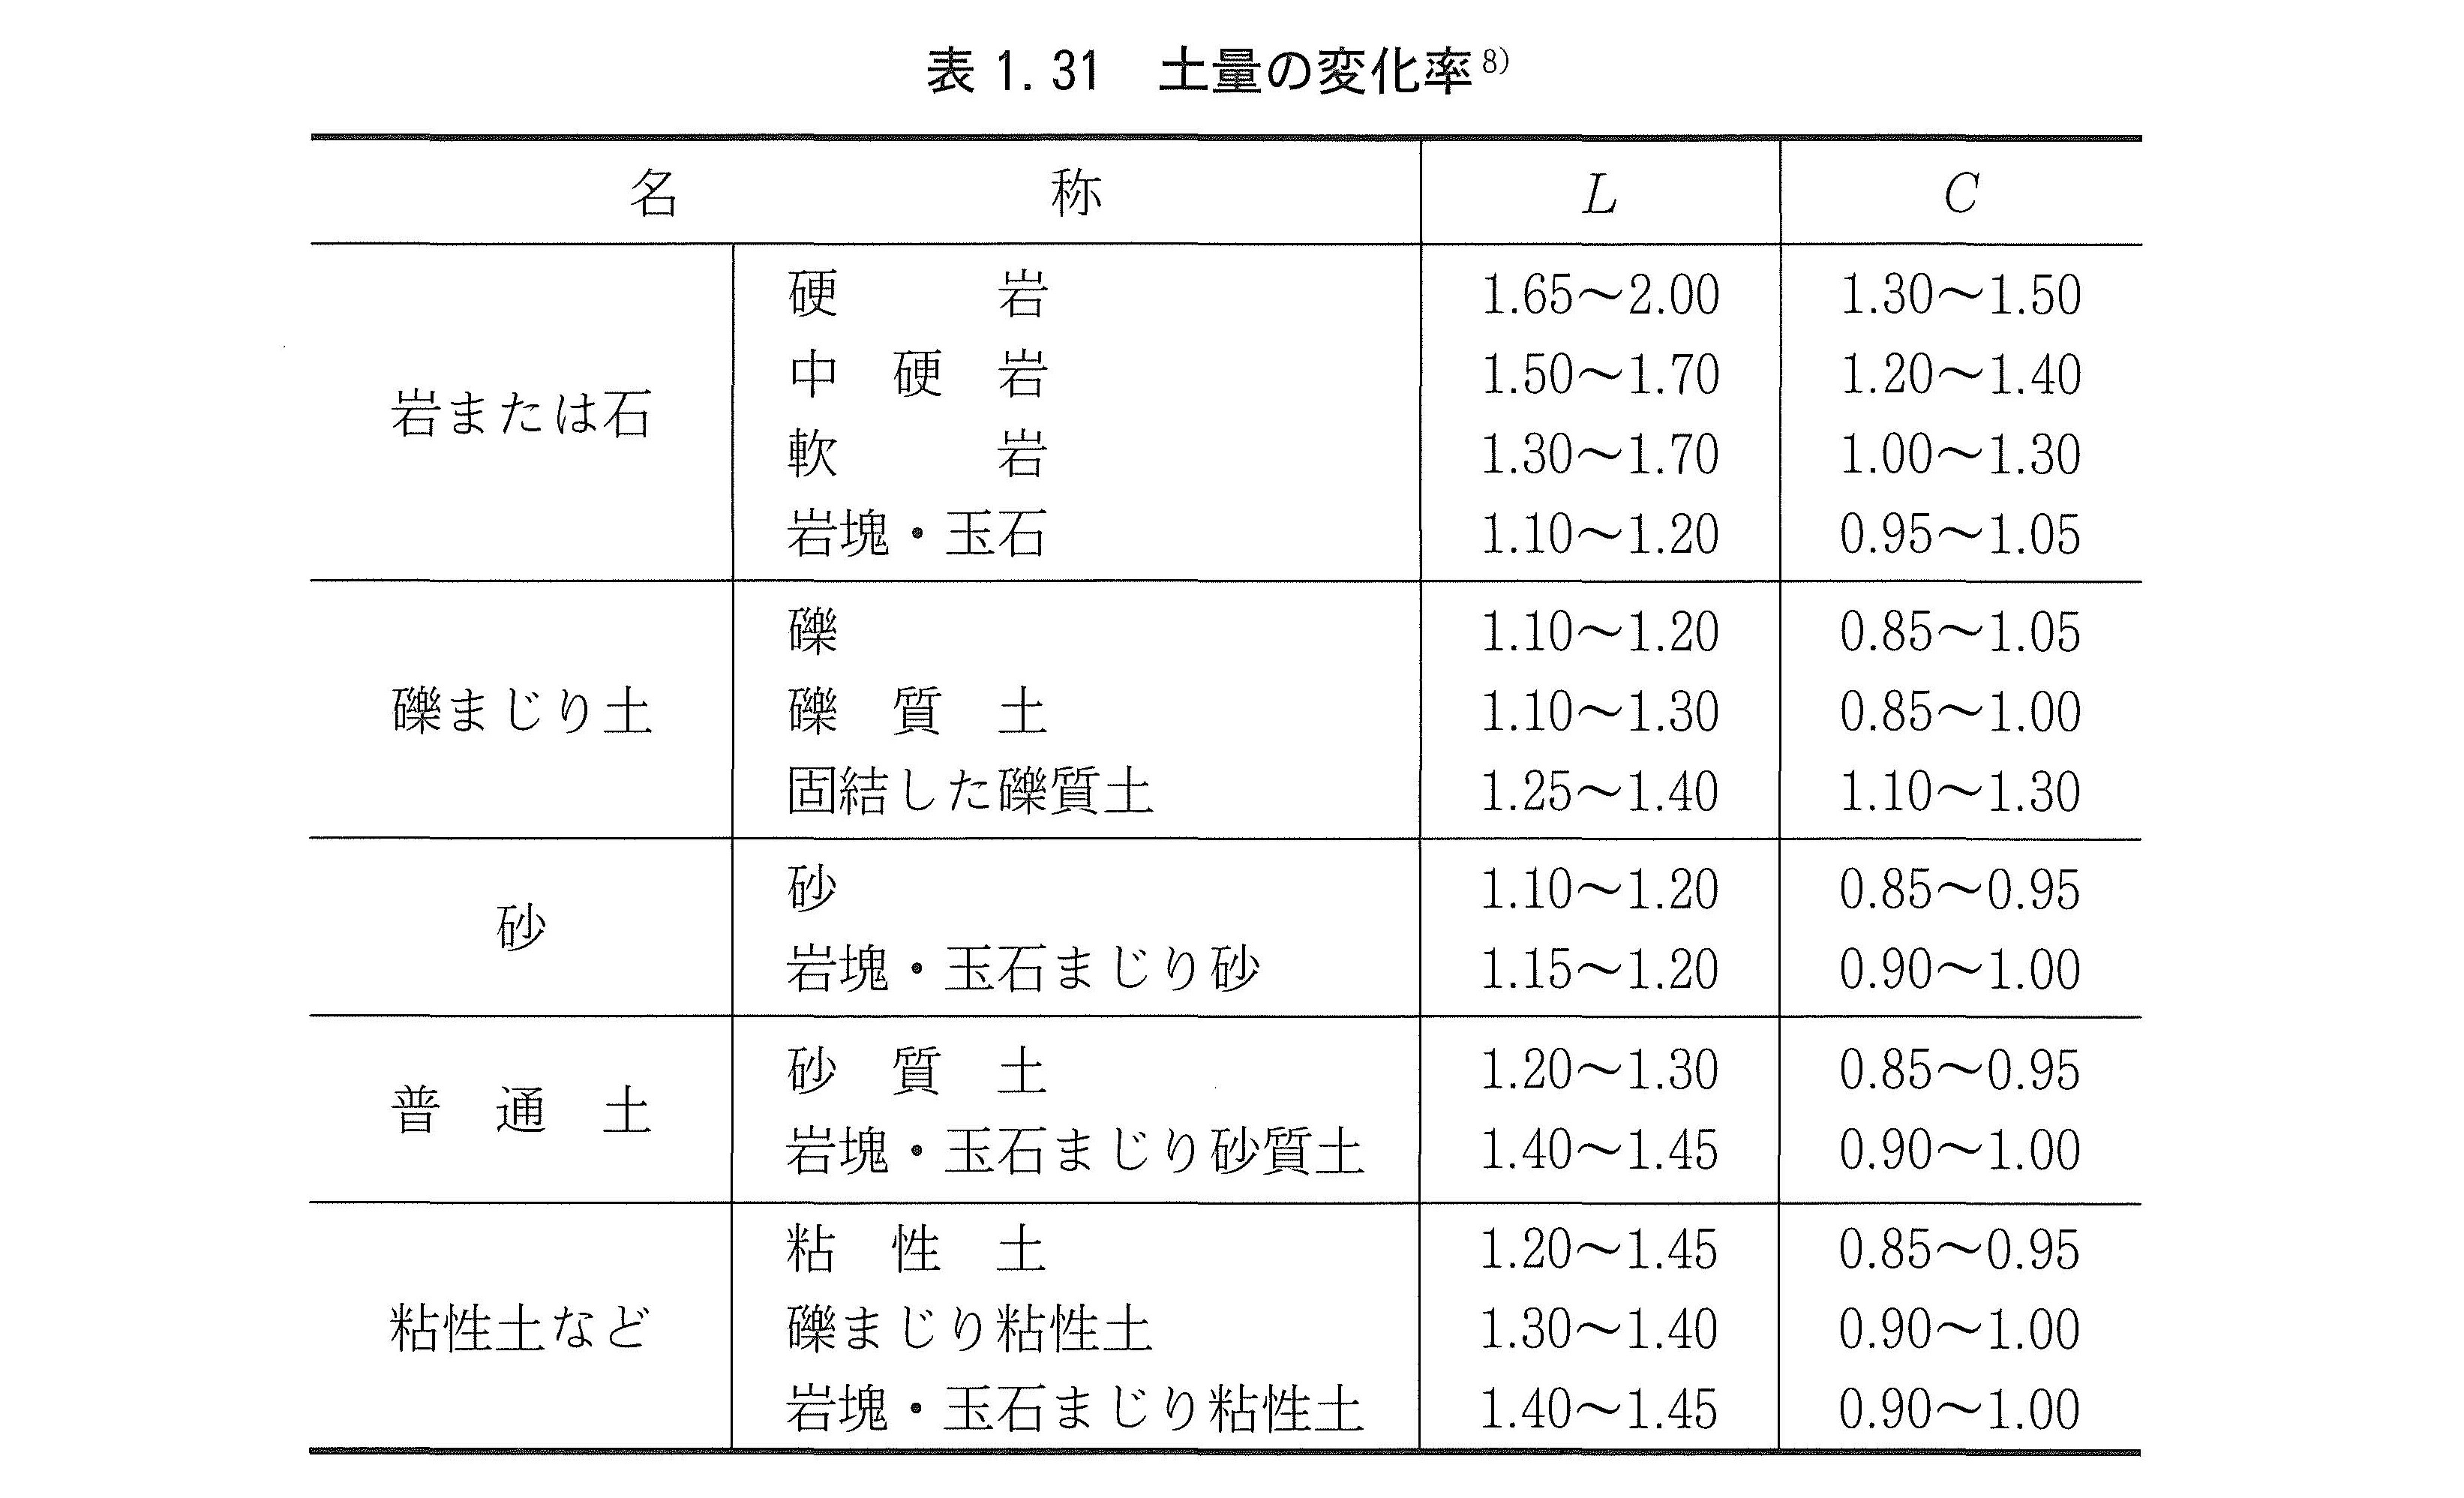 表 1.31 土量の変化率8)
名 称 L C
岩または石
硬 岩 1.65〜2.00 1.30〜1.50
中 硬 岩 1.50〜1.70 1.20〜1.40
軟 岩 1.30〜1.70 1.00〜1.30
岩塊・玉石 1.10〜1.20 0.95〜1.05
礫まじり土
礫 1.10〜1.20 0.85〜1.05
礫 質 土 1.10〜1.30 0.85〜1.00
固結した礫質土 1.25〜1.40 1.10〜1.30
砂
砂 1.10〜1.20 0.85〜0.95
岩塊・玉石まじり砂 1.15〜1.20 0.90〜1.00
普 通 土
砂 質 土 1.20〜1.30 0.85〜0.95
岩塊・玉石まじり砂質土 1.40〜1.45 0.90〜1.00
粘性土など
粘 性 土 1.20〜1.45 0.85〜0.95
礫まじり粘性土 1.30〜1.40 0.90〜1.00
岩塊・玉石まじり粘性土 1.40〜1.45 0.90〜1.00